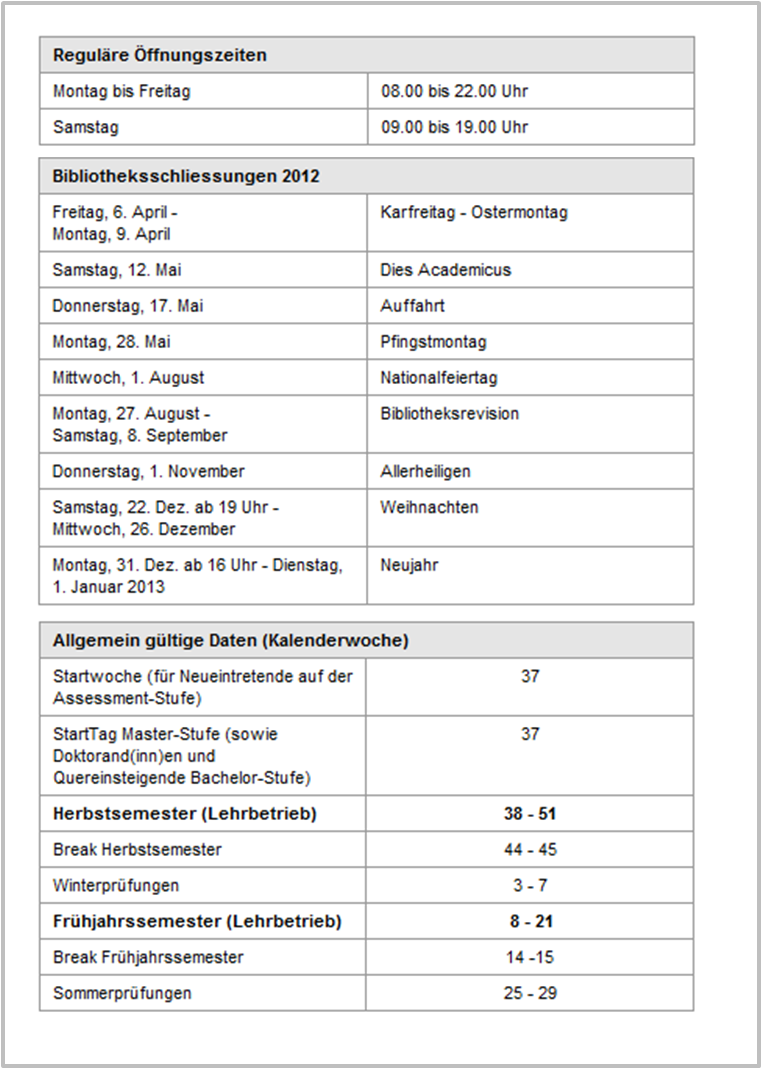 Reguläre Öffnungszeiten
Montag bis Freitag 08.00 bis 22.00 Uhr
Samstag 09.00 bis 19.00 Uhr
Bibliotheksschliessungen 2012
Freitag, 6. April - Karfreitag - Ostermontag
Montag, 9. April
Samstag, 12. Mai Dies Academicus
Donnerstag, 17. Mai Auffahrt
Montag, 28. Mai Pfingstmontag
Mittwoch, 1. August Nationalfeiertag
Montag, 27. August - Bibliotheksrevision
Samstag, 8. September
Donnerstag, 1. November Allerheiligen
Samstag, 22. Dez. ab 19 Uhr - Weihnachten
Mittwoch, 26. Dezember
Montag, 31. Dez. ab 16 Uhr - Dienstag, Neujahr
1. Januar 2013
Allgemein gültige Daten (Kalenderwoche)
Startwoche (für Neueintretende auf der 37
Assessment-Stufe)
StartTag Master-Stufe (sowie 37
Doktorand(inn)en und
Quereinsteigende Bachelor-Stufe)
Herbstsemester (Lehrbetrieb) 38 - 51
Break Herbstsemester 44 - 45
Winterprüfungen 3 - 7
Frühjahrssemester (Lehrbetrieb) 8 - 21
Break Frühjahrssemester 14 -15
Sommerprüfungen 25 - 29